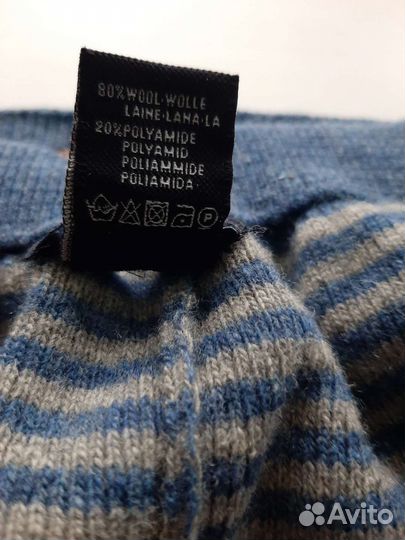 80%WOOL·WOLLE
LAINE·LANA·LA
20%POLYAMIDE
POLYAMID
POLIAMMIDE
POLIAMIDA
P
Avito